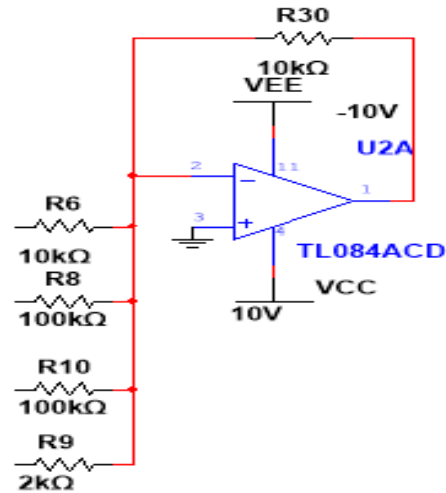 R30
10kΩ
VEE
-10V
U2A
2
11
1
3
4
TL084ACD
VCC
10V
R6
10kΩ
R8
100kΩ
R10
100kΩ
R9
2kΩ